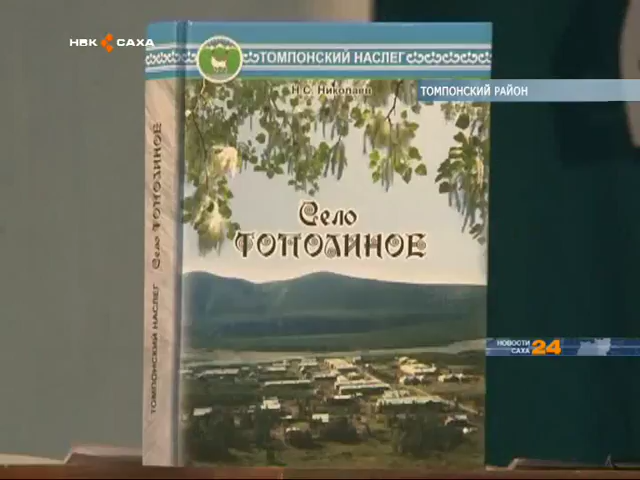 НВК САХА
ТОМПОНСКИЙ НАСЛЕГ
Н.С. Николаев
ТОМПОНСКИЙ РАЙОН
Село
ТОПОЛИНОЕ
ТОМПОНСКИЙ НАСЛЕГ Село ТОПОЛИНОЕ
НОВОСТИ
САХА 24